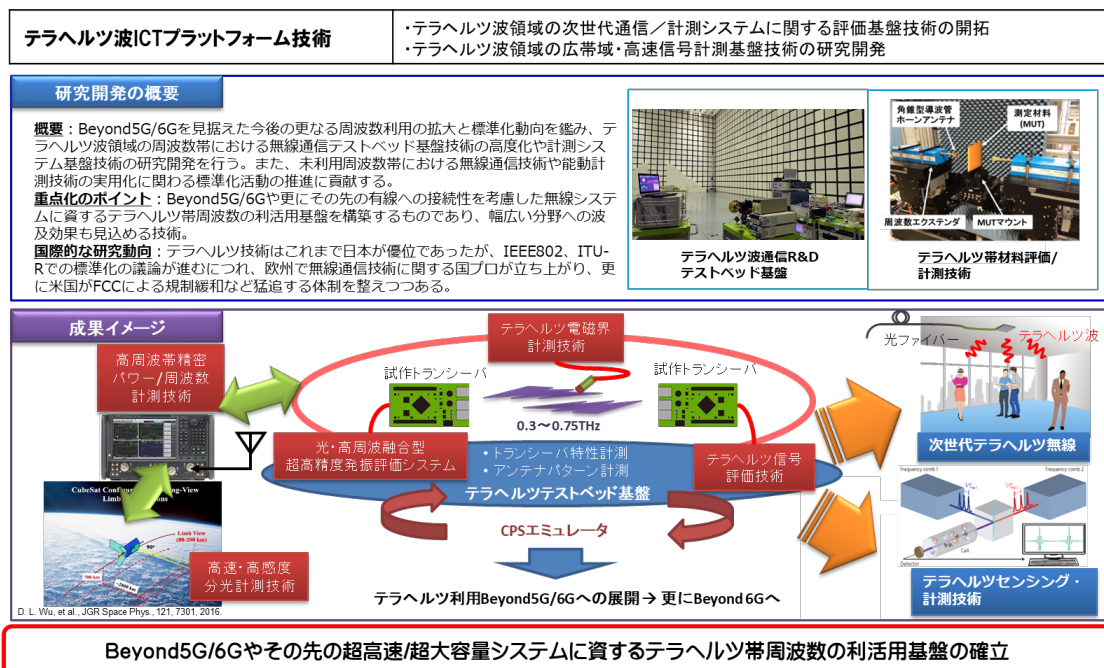 テラヘルツ波ICTプラットフォーム技術
・テラヘルツ波領域の次世代通信／計測システムに関する評価基盤技術の開拓
・テラヘルツ波領域の広帯域・高速信号計測基盤技術の研究開発
研究開発の概要
概要：Beyond5G/6Gを見据えた今後の更なる周波数利用の拡大と標準化動向を鑑み、テ
ラヘルツ波領域の周波数帯における無線通信テストベッド基盤技術の高度化や計測シス
テム基盤技術の研究開発を行う。また、未利用周波数帯における無線通信技術や能動計
測技術の実用化に関わる標準化活動の推進に貢献する。
重点化のポイント：Beyond5G/6Gや更にその先の有線への接続性を考慮した無線システ
ムに資するテラヘルツ帯周波数の利活用基盤を構築するものであり、幅広い分野への波
及効果も見込める技術。
国際的な研究動向：テラヘルツ技術はこれまで日本が優位であったが、IEEE802、ITU-
Rでの標準化の議論が進むにつれ、欧州で無線通信技術に関する国プロが立ち上がり、更
に米国がFCCによる規制緩和など猛追する体制を整えつつある。
テラヘルツ波通信R&D
テストベッド基盤
角錐型導波管
ホーンアンテナ
測定材料
(MUT)
周波数エクステンダ
MUTマウント
テラヘルツ帯材料評価/
計測技術
成果イメージ
高周波帯精密
パワー/周波数
計測技術
テラヘルツ電磁界
計測技術
試作トランシーバ
試作トランシーバ
0.3～0.75THz
光・高周波融合型
超高精度発振評価システム
・トランシーバ特性計測
・アンテナパターン計測
テラヘルツテストベッド基盤
テラヘルツ信号
評価技術
CPSエミュレータ
テラヘルツ利用Beyond5G/6Gへの展開→ 更にBeyond 6Gへ
Limb View
(80-200 km)
90°
高速・高感度
分光計測技術
D. L. Wu, et al., JGR Space Phys., 121, 7301, 2016.
光ファイバー
テラヘルツ波
次世代テラヘルツ無線
Frequency comb 1
Frequency comb 2
Cell
Detector
テラヘルツセンシング・
計測技術
Beyond5G/6Gやその先の超高速/超大容量システムに資するテラヘルツ帯周波数の利活用基盤の確立